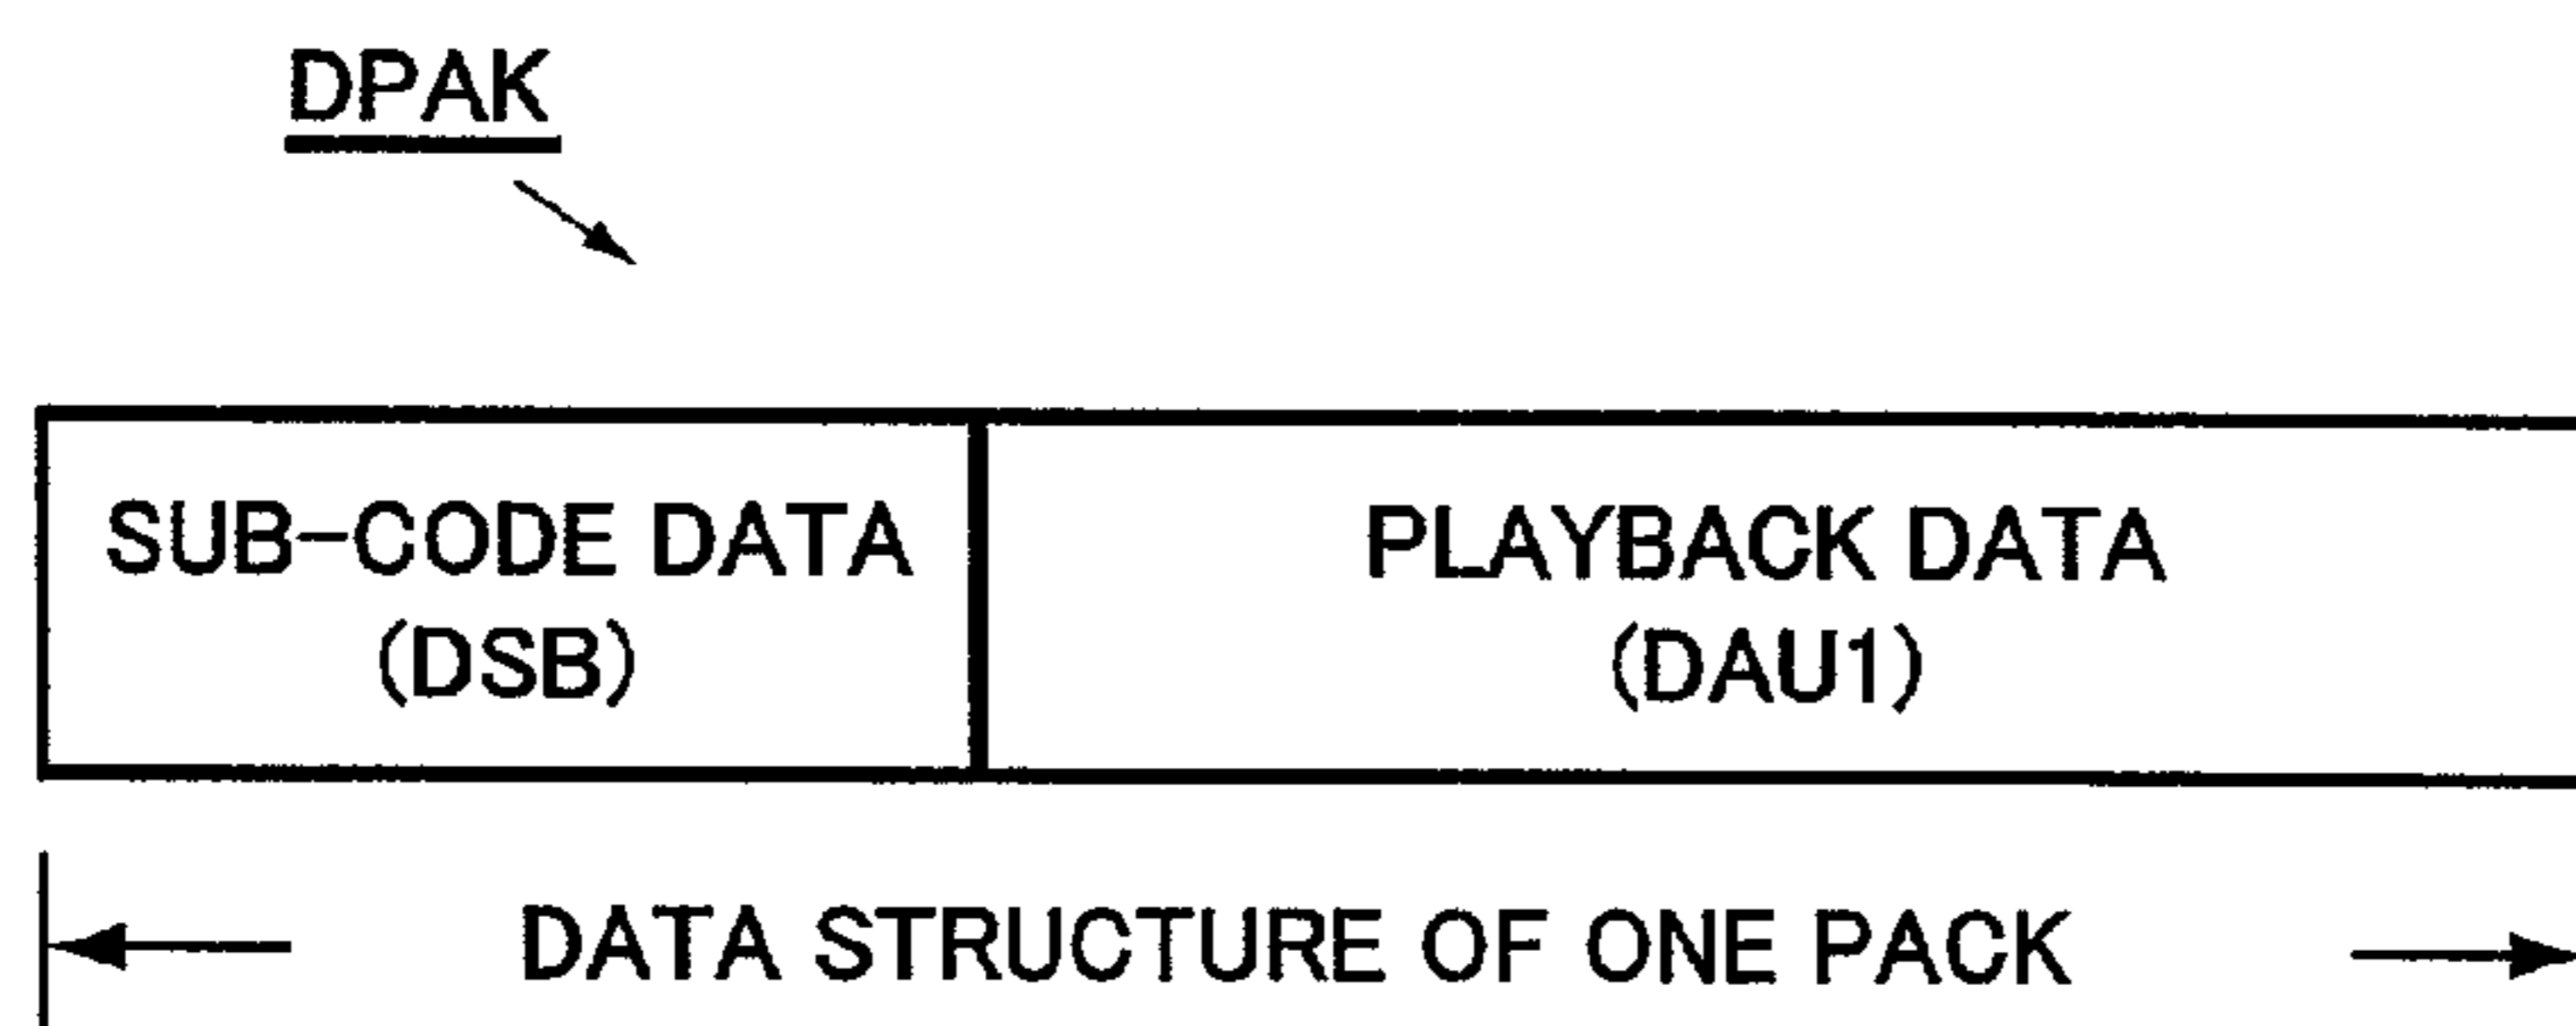 DPAK
SUB-CODE DATA
(DSB)
PLAYBACK DATA
(DAU1)
DATA STRUCTURE OF ONE PACK